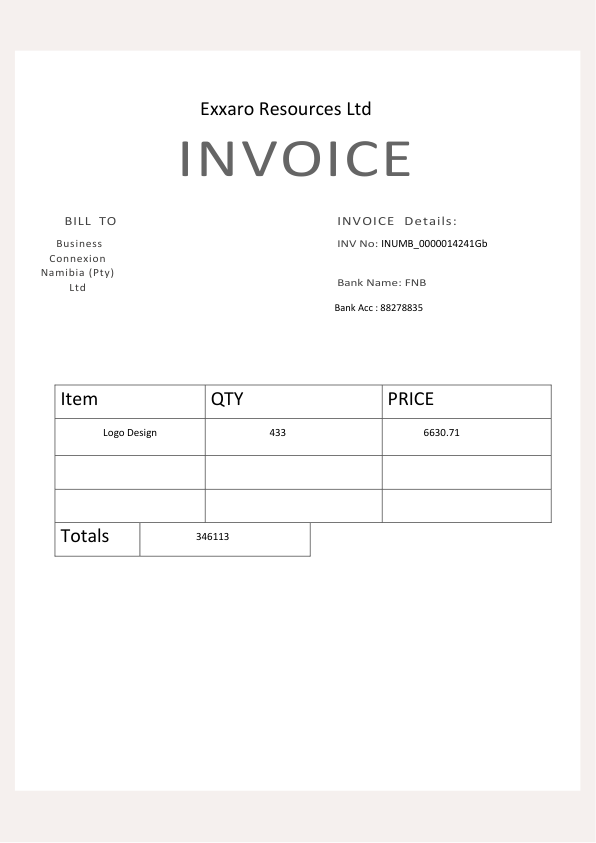 Exxaro Resources Ltd
INVOICE
BILL TO
Business
Connexion
Namibia (Pty)
Ltd
INVOICE Details:
INV No: INUMB_0000014241Gb
Bank Name: FNB
Bank Acc : 88278835
Item QTY PRICE
Logo Design 433 6630.71
Totals 346113